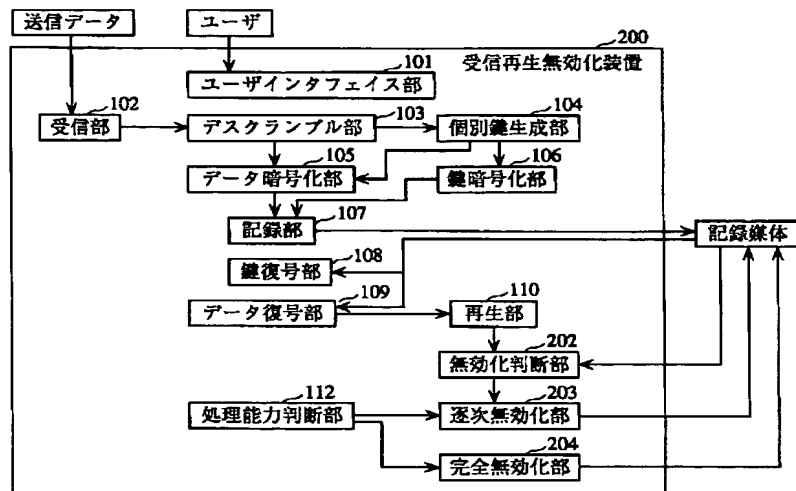 送信データ
ユーザ
200
受信再生無効化装置
101
ユーザインタフェイス部
102
受信部
103
デスクランブル部
104
個別鍵生成部
105
データ暗号化部
106
鍵暗号化部
107
記録部
記録媒体
108
鍵復号部
109
データ復号部
110
再生部
202
無効化判断部
112
処理能力判断部
203
逐次無効化部
204
完全無効化部